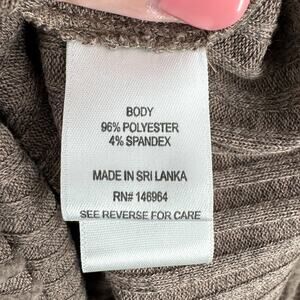 BODY
96% POLYESTER
4% SPANDEX
MADE IN SRI LANKA
RN# 146964
SEE REVERSE FOR CARE